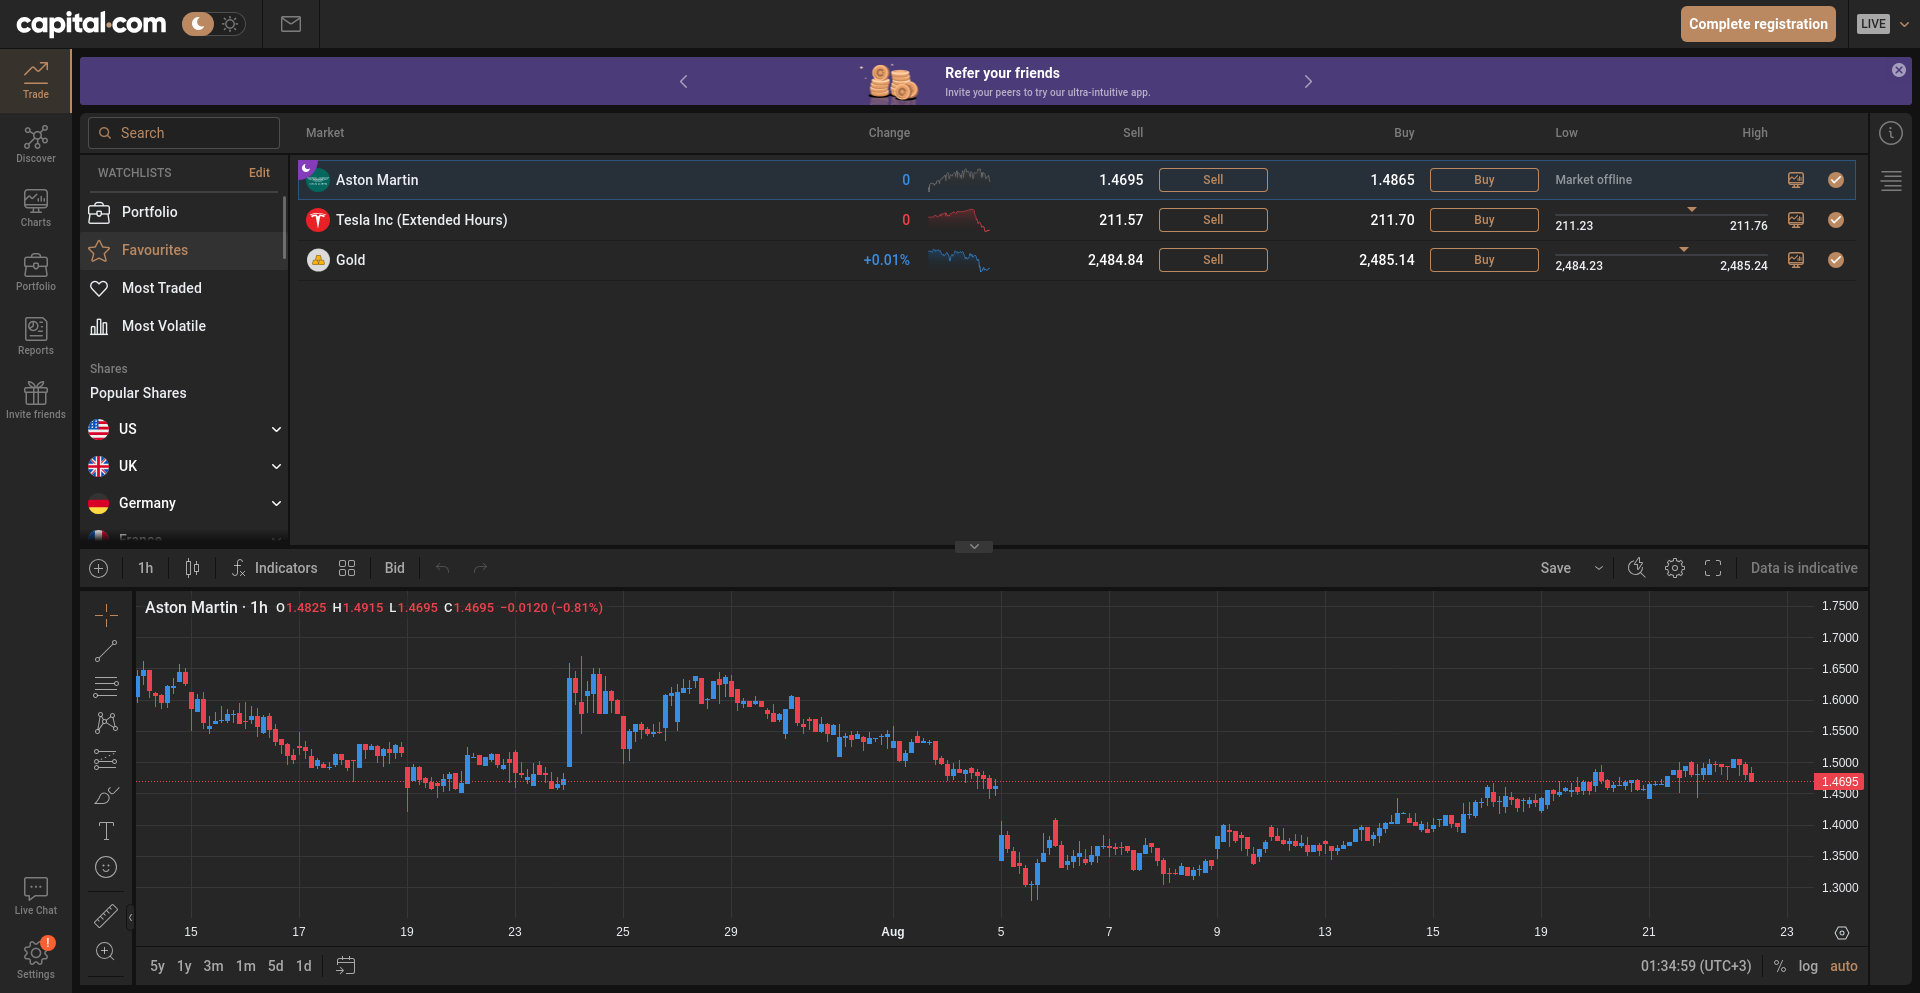 capital.com
Complete registration
LIVE
Trade
Discover
Charts
Portfolio
Reports
Invite friends
Live Chat
!
Settings
Refer your friends
Invite your peers to try our ultra-intuitive app.
Search
WATCHLISTS Edit
Portfolio
Favourites
Most Traded
Most Volatile
Shares
Popular Shares
US
UK
Germany
France
Market Change Sell Buy Low High
Aston Martin 0 1.4695 Sell 1.4865 Buy Market offline
Tesla Inc (Extended Hours) 0 211.57 Sell 211.70 Buy 211.23 211.76
Gold +0.01% 2,484.84 Sell 2,485.14 Buy 2,484.23 2,485.24
1h Indicators Bid Save Data is indicative
Aston Martin · 1h O1.4825 H1.4915 L1.4695 C1.4695 −0.0120 (−0.81%)
1.7500
1.7000
1.6500
1.6000
1.5500
1.5000
1.4695
1.4500
1.4000
1.3500
1.3000
15 17 19 23 25 29 Aug 5 7 9 13 15 19 21 23
5y 1y 3m 1m 5d 1d 01:34:59 (UTC+3) % log auto